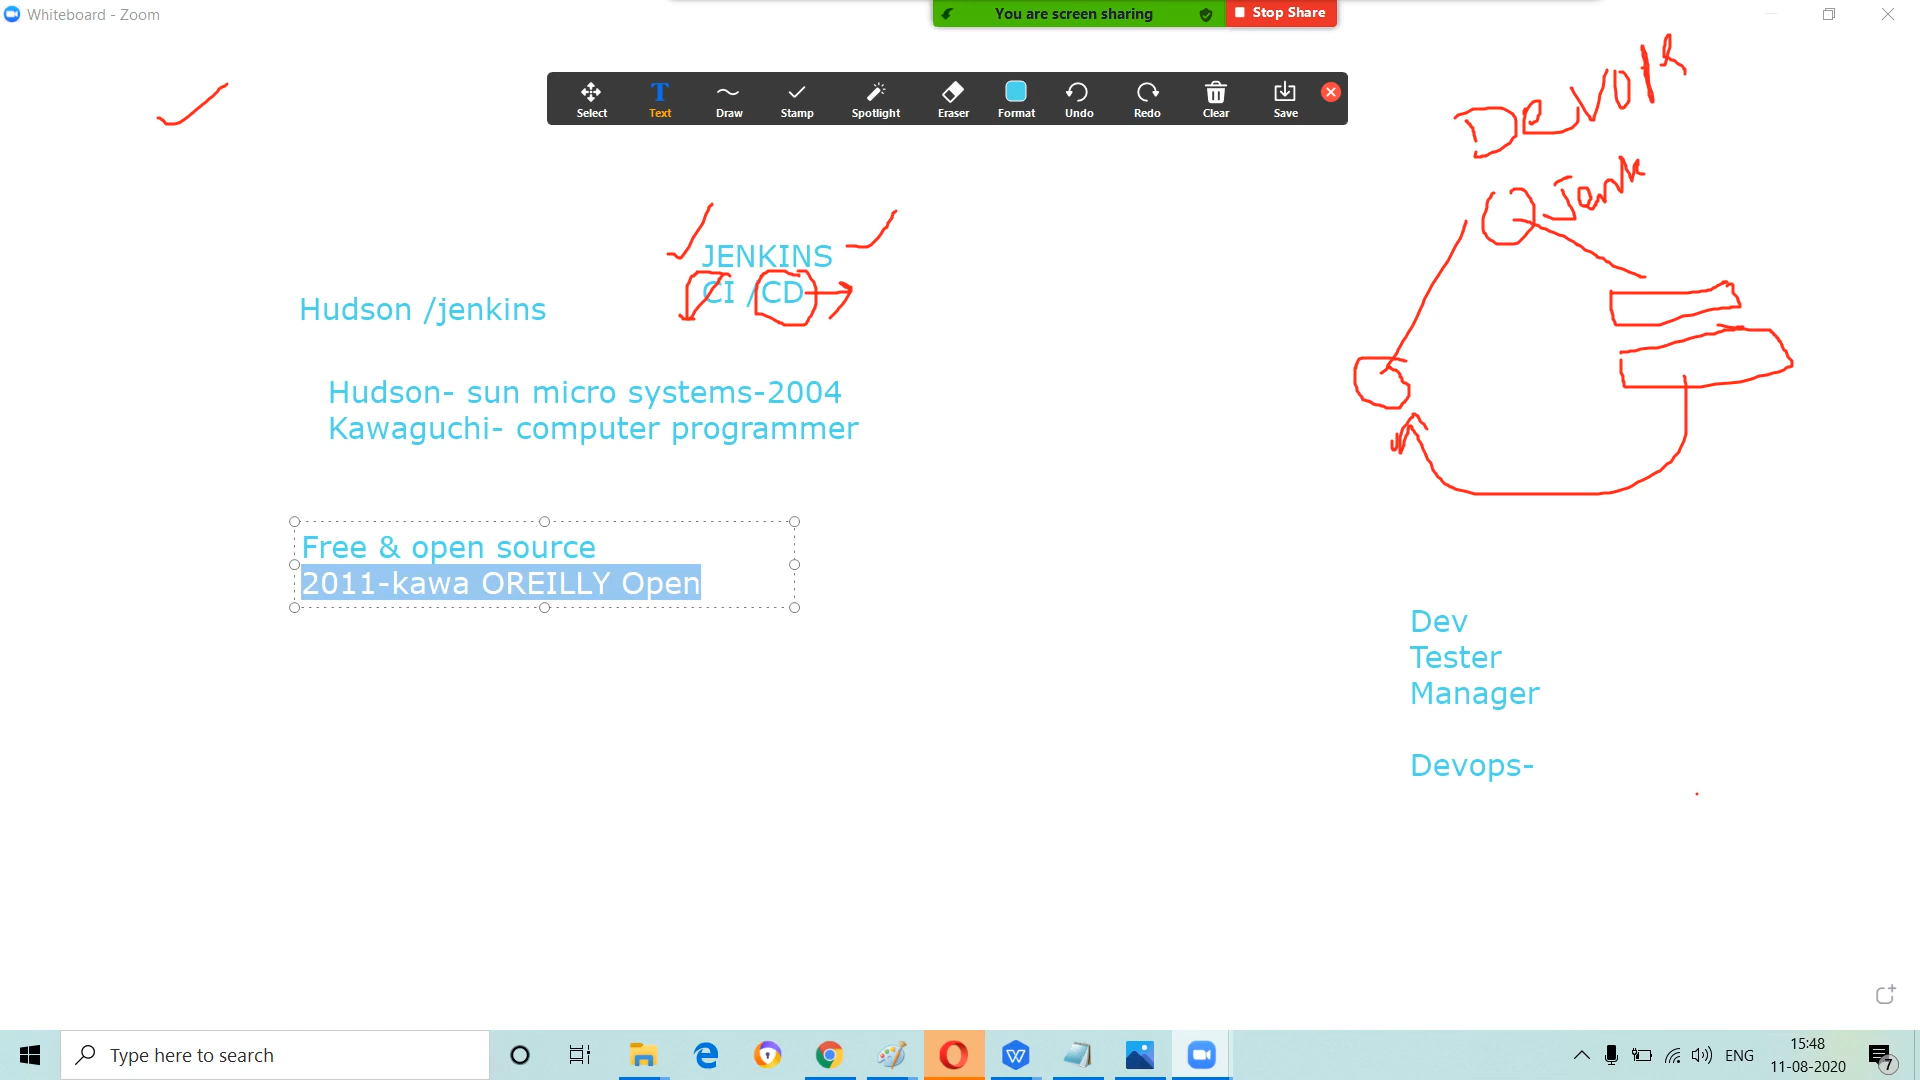 Whiteboard - Zoom
You are screen sharing
Stop Share
Select
Text
Draw
Stamp
Spotlight
Eraser
Format
Undo
Redo
Clear
Save
Jenk
JENKINS
CI /CD
Hudson /jenkins
Hudson- sun micro systems-2004
Kawaguchi- computer programmer
Free & open source
2011-kawa OREILLY Open
Dev
Tester
Manager
Devops-
Type here to search
ENG
15:48
11-08-2020
7